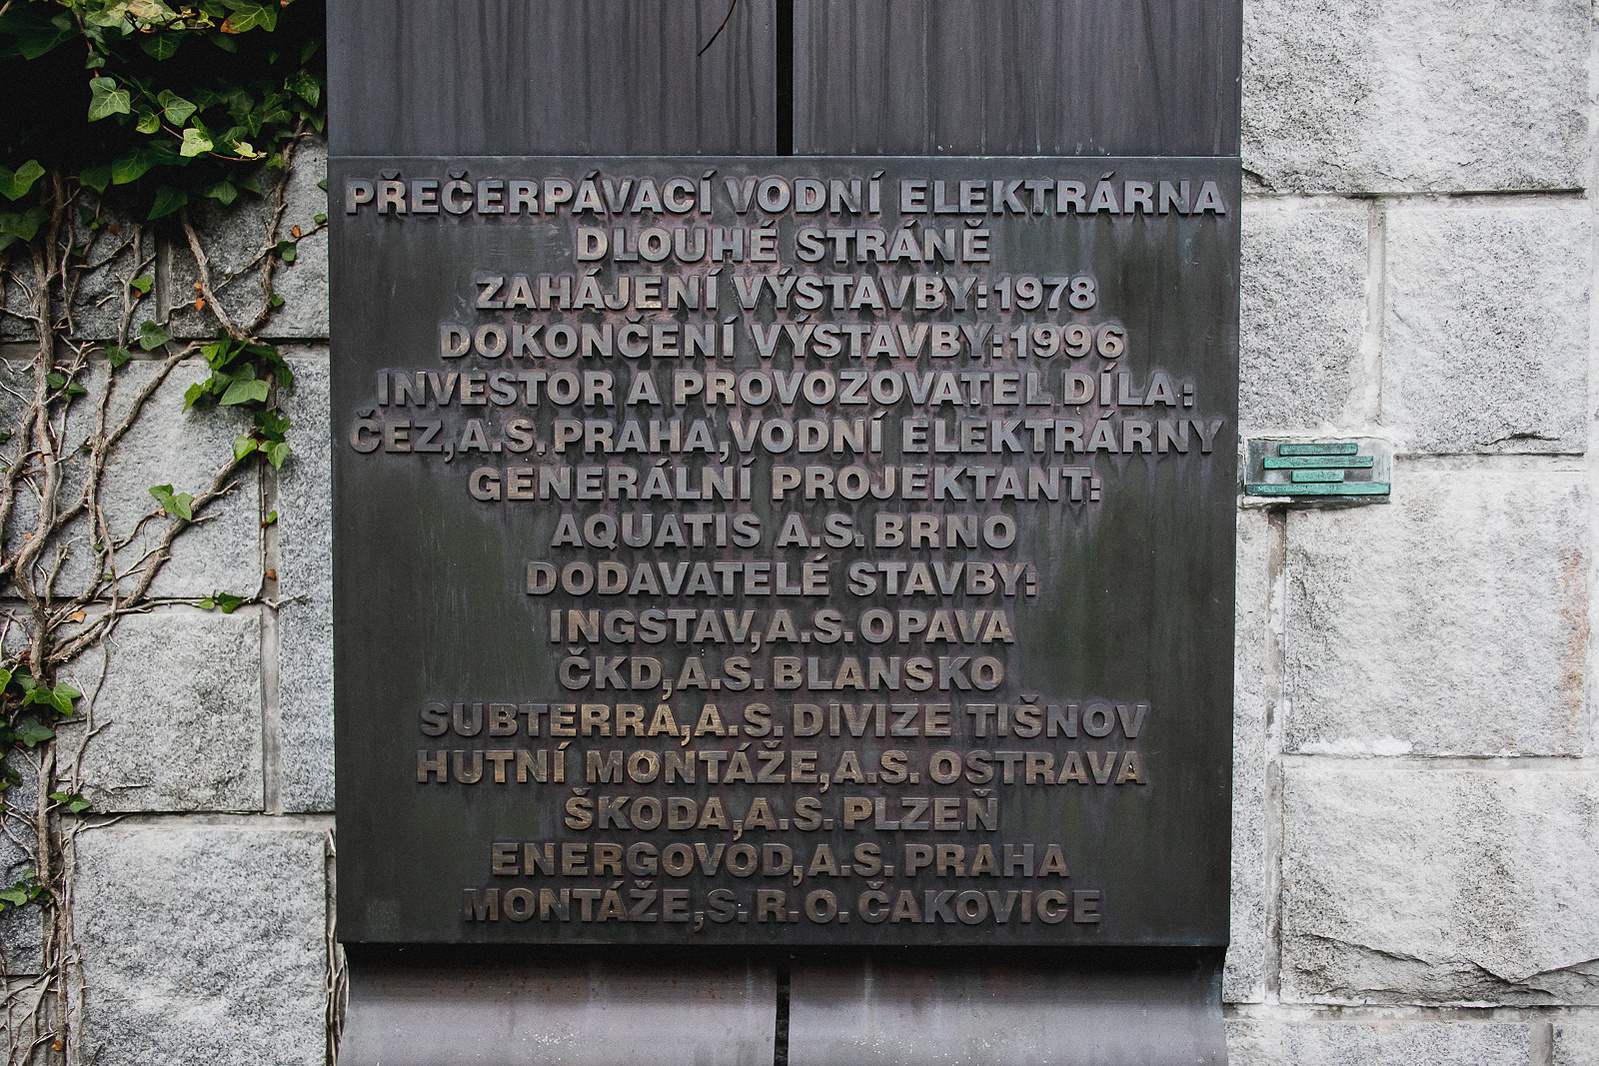 PŘEČERPÁVACÍ VODNÍ ELEKTRÁRNA
DLOUHÉ STRÁNĚ
ZAHÁJENÍ VÝSTAVBY:1978
DOKONČENÍ VÝSTAVBY:1996
INVESTOR A PROVOZOVATEL DÍLA:
ČEZ,A.S.PRAHA,VODNÍ ELEKTRÁRNY
GENERÁLNÍ PROJEKTANT:
AQUATIS A.S.BRNO
DODAVATELÉ STAVBY:
INGSTAV,A.S.OPAVA
ČKD,A.S.BLANSKO
SUBTERRA,A.S.DIVIZE TIŠNOV
HUTNÍ MONTÁŽE,A.S.OSTRAVA
ŠKODA,A.S.PLZEŇ
ENERGOVOD,A.S.PRAHA
MONTÁŽE,S.R.O.ČAKOVICE